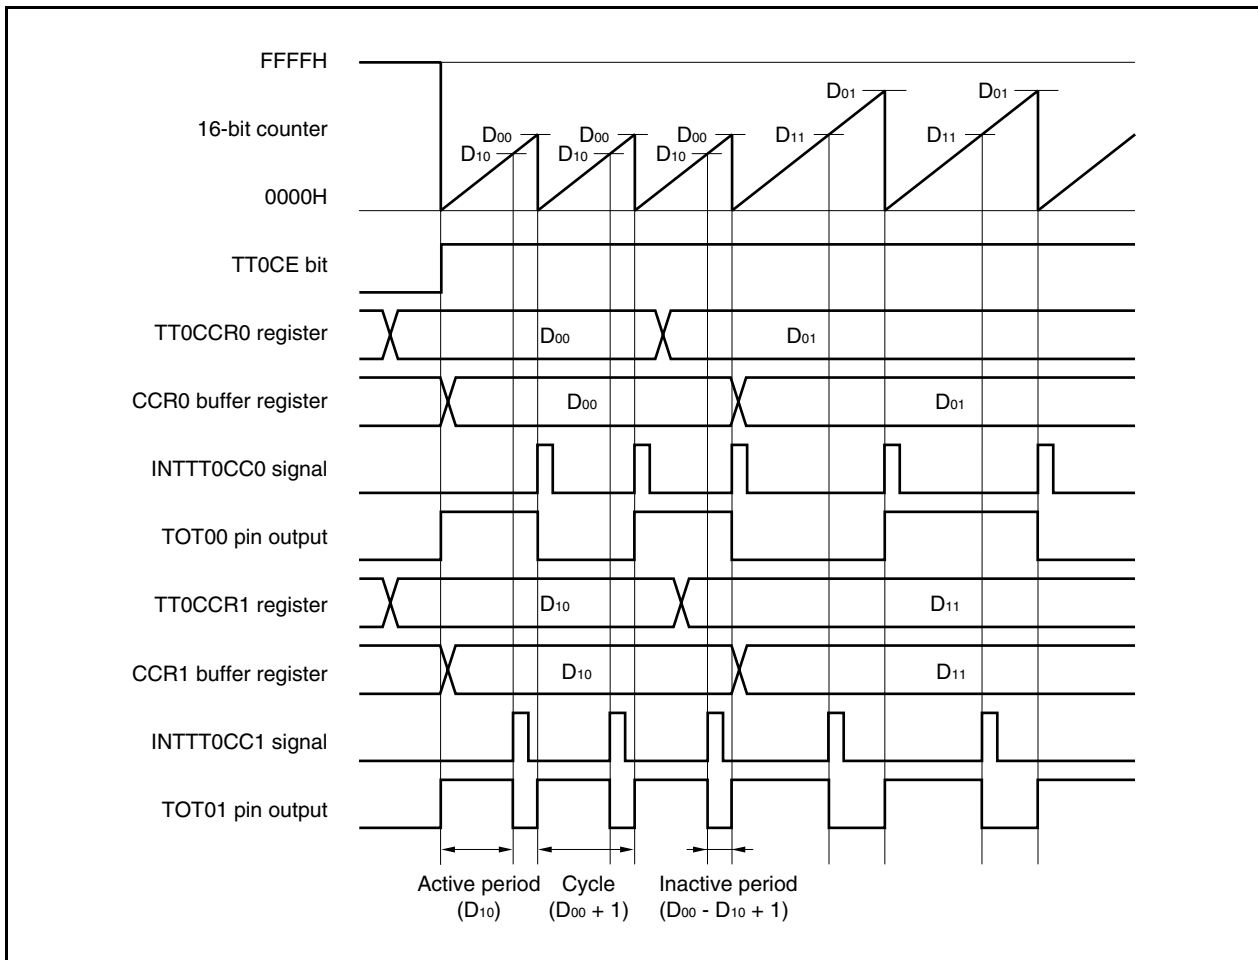 FFFFH
D01 D01
16-bit counter D00 D00 D00 D11 D11
D10 D10 D10
0000H
TT0CE bit
TT0CCR0 register D00 D01
CCR0 buffer register D00 D01
INTTT0CC0 signal
TOT00 pin output
TT0CCR1 register D10 D11
CCR1 buffer register D10 D11
INTTT0CC1 signal
TOT01 pin output
Active period Cycle Inactive period
(D10) (D00 + 1) (D00 - D10 + 1)